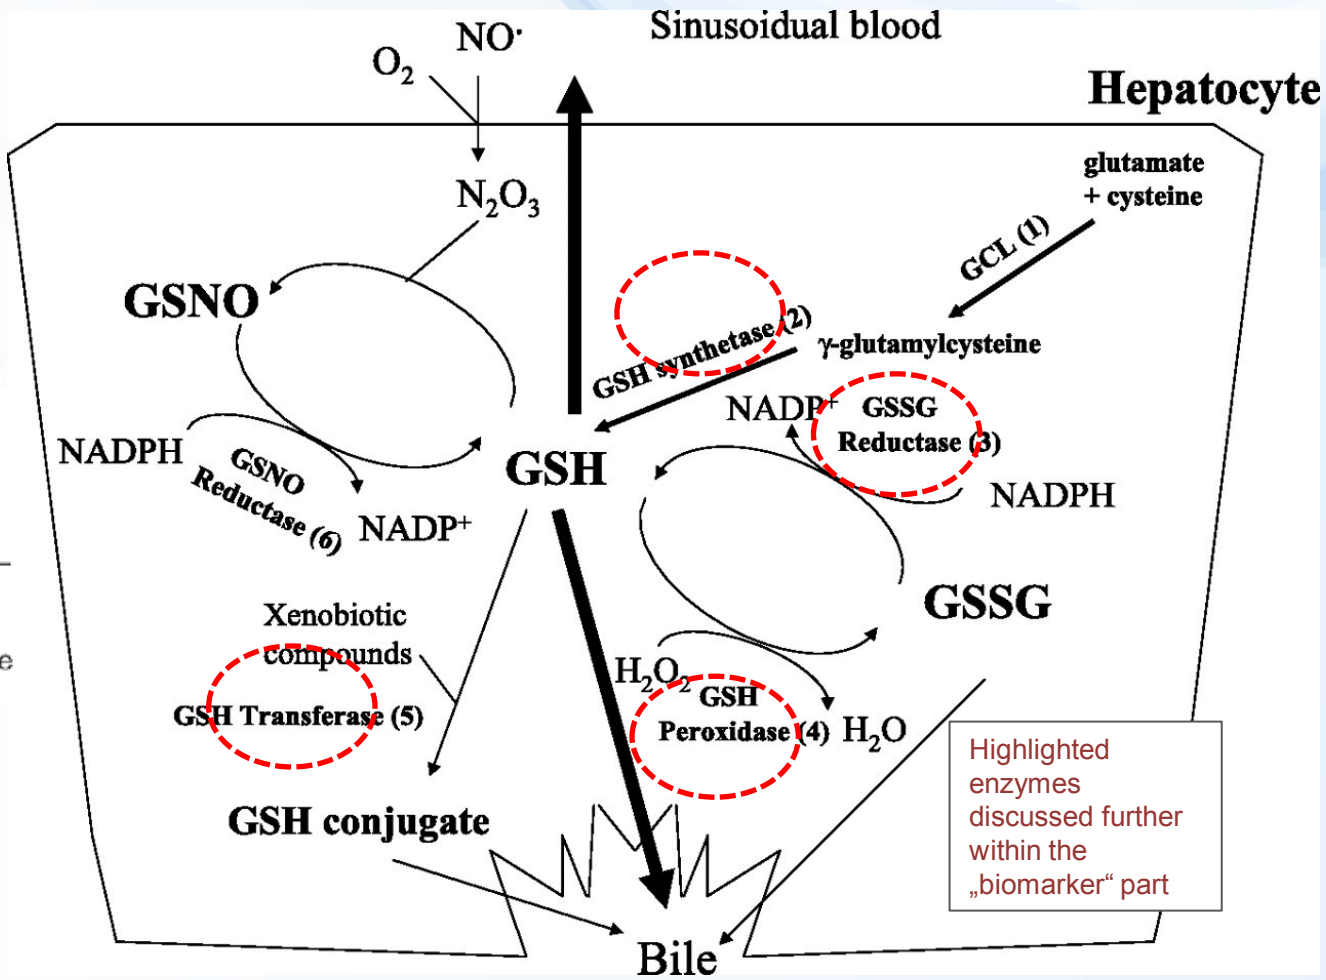 Sinusoidual blood
NO·
O₂
Hepatocyte
N₂O₃
glutamate
+ cysteine
GCL (1)
GSNO
GSH synthetase (2)
γ-glutamylcysteine
NADP⁺
GSSG
Reductase (3)
NADPH
GSNO
Reductase (6)
NADP⁺
GSH
NADPH
GSSG
Xenobiotic
compounds
GSH Transferase (5)
H₂O₂
GSH
Peroxidase (4)
H₂O
GSH conjugate
Bile
Highlighted
enzymes
discussed further
within the
„biomarker“ part
e